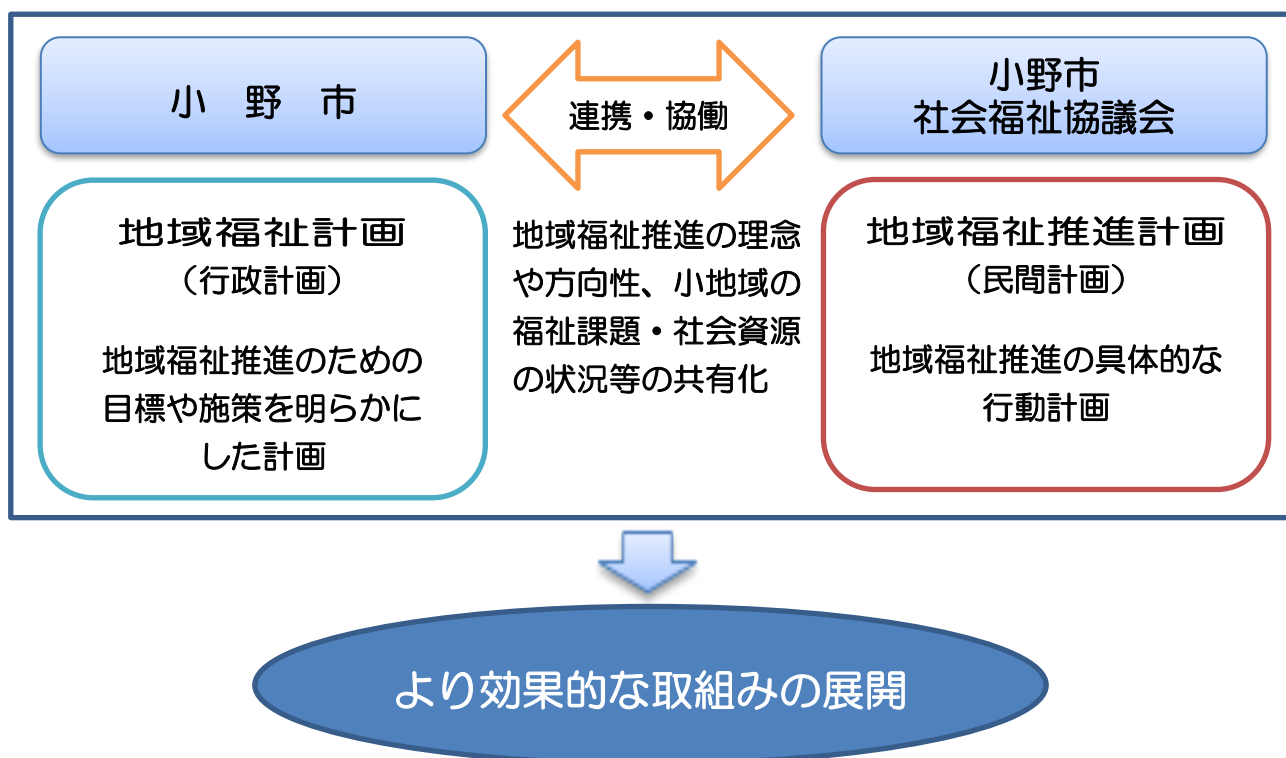 小　野　市
連携・協働
小野市
社会福祉協議会
地域福祉計画
（行政計画）
地域福祉推進のための
目標や施策を明らかに
した計画
地域福祉推進の理念
や方向性、小地域の
福祉課題・社会資源
の状況等の共有化
地域福祉推進計画
（民間計画）
地域福祉推進の具体的な
行動計画
より効果的な取組みの展開